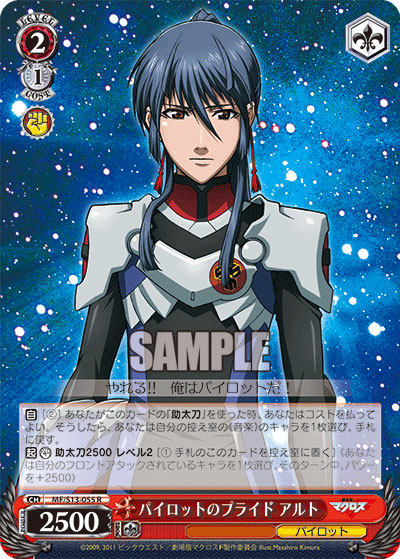 LEVEL
2
1
COST
SAMPLE
やれる!! 俺はパイロットだ!
自 [②] あなたがこのカードの「助太刀」を使った時、あなたはコストを払って
よい。そうしたら、あなたは自分の控え室の《音楽》のキャラを1枚選び、手札
に戻す。
起 助太刀2500 レベル2 [① 手札のこのカードを控え室に置く]
(あなたは自分のフロントアタックされているキャラを1枚選び、そのターン中、パワー
を+2500)
CH MF/S13-055 R
POWER
2500
パイロットのプライド アルト
マクロス
パイロット
©2009, 2011 ビックウエスト/劇場版マクロスF製作委員会 illust.Masahiro Kimura